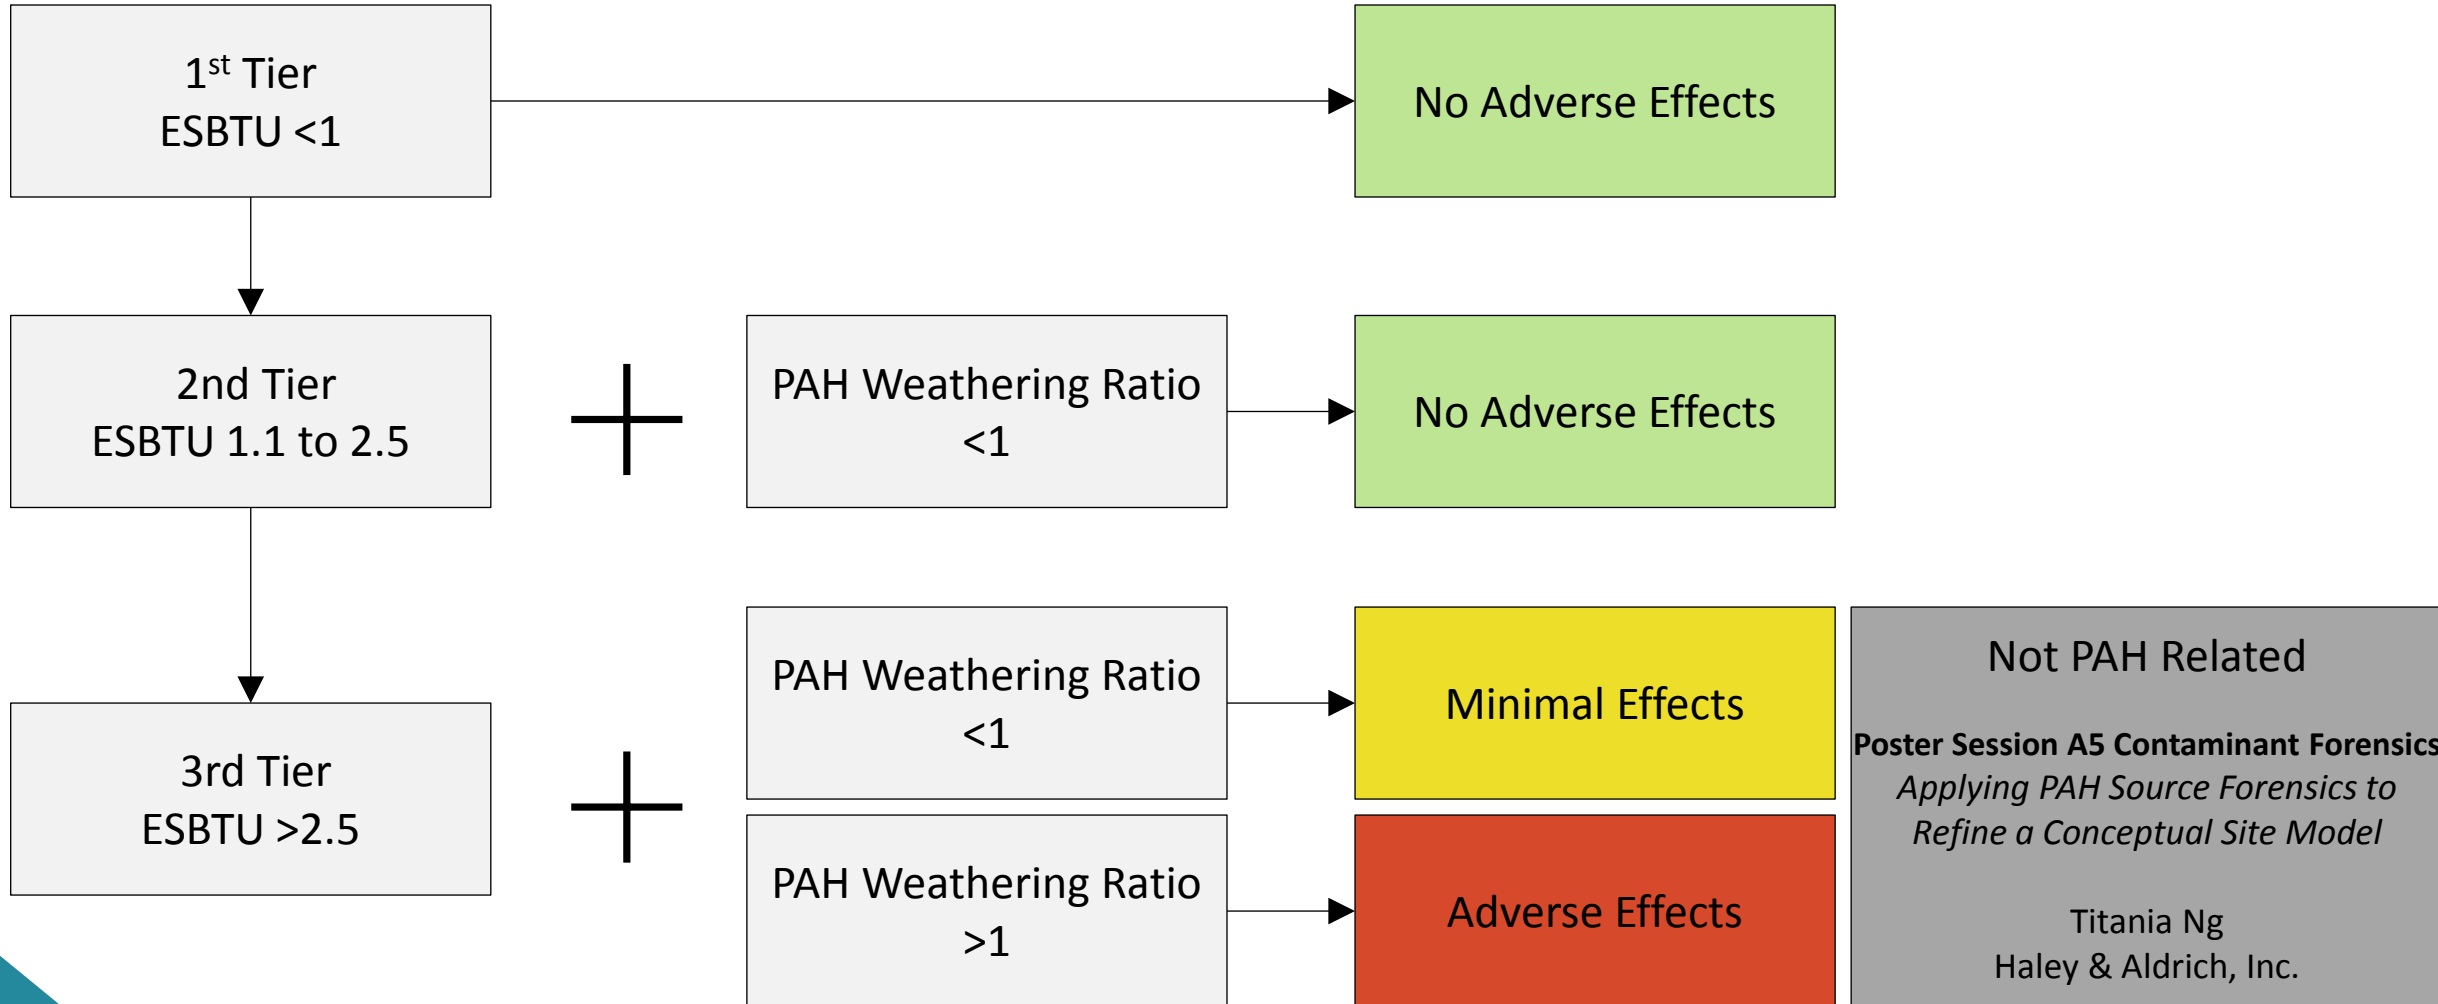 1st Tier
ESBTU <1
No Adverse Effects
2nd Tier
ESBTU 1.1 to 2.5
PAH Weathering Ratio
<1
No Adverse Effects
3rd Tier
ESBTU >2.5
PAH Weathering Ratio
<1
Minimal Effects
PAH Weathering Ratio
>1
Adverse Effects
Not PAH Related
Poster Session A5 Contaminant Forensics
Applying PAH Source Forensics to
Refine a Conceptual Site Model
Titania Ng
Haley & Aldrich, Inc.